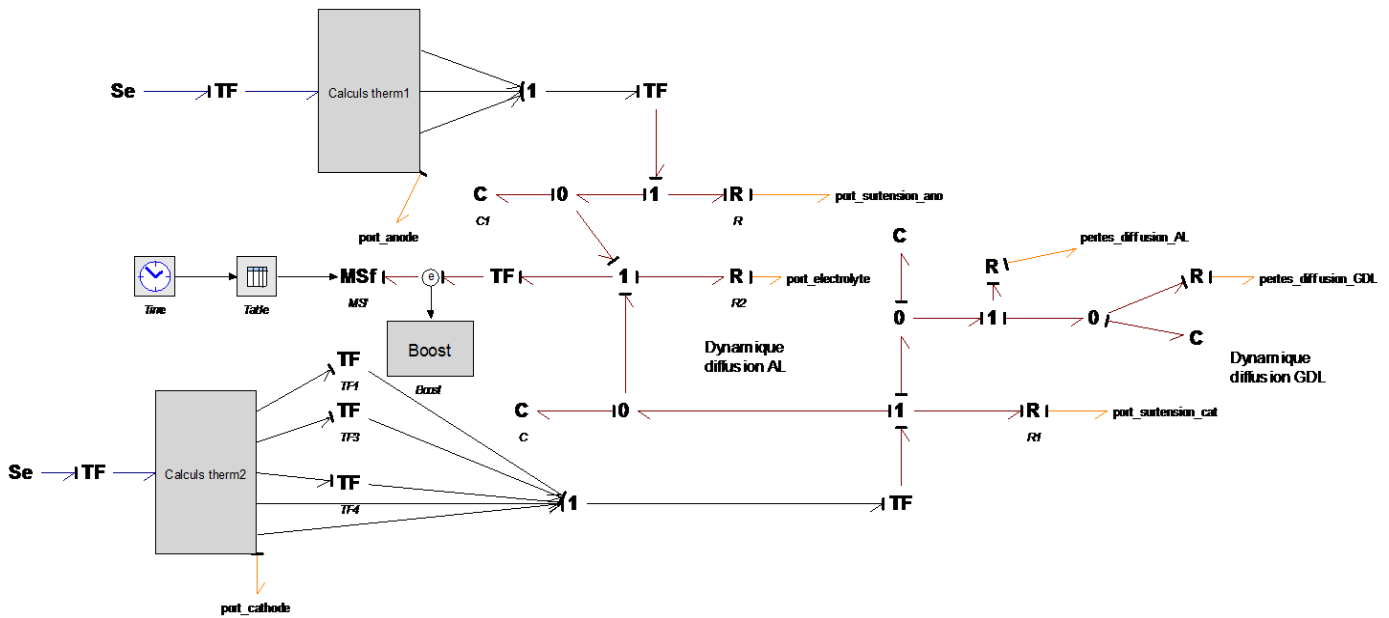 Se
TF
Calculs therm1
1
TF
C
0
1
R
port_surtension_ano
C1
R
port_anode
C
pertes_diffusion_AL
R
MSf
e
TF
1
R
port_electrolyte
R
pertes_diffusion_GDL
Time
Table
MSf
R2
0
1
0
C
Boost
Dynamique
diffusion AL
Dynamique
diffusion GDL
TF
TF1
Boost
TF
TF3
C
0
1
R
port_surtension_cat
C
R1
Se
TF
Calculs therm2
TF
TF4
1
TF
port_cathode